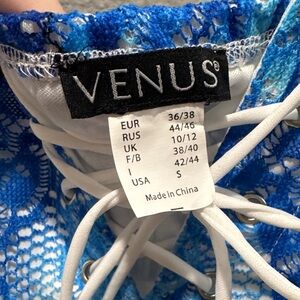 VENUS®
EUR 36/38
RUS 44/46
UK 10/12
F/B 38/40
I 42/44
USA S
Made in China